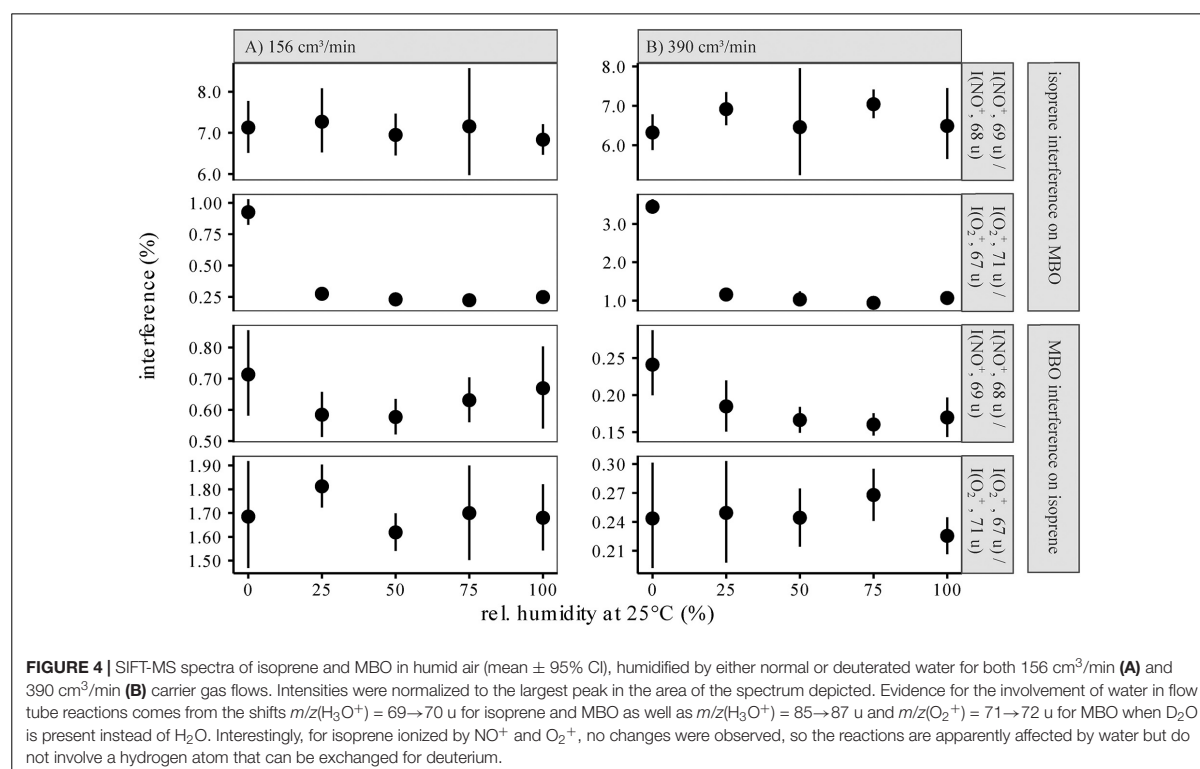 A) 156 cm³/min
B) 390 cm³/min
8.0
7.0
6.0
8.0
7.0
6.0
I(NO⁺, 69 u) /
I(NO⁺, 68 u)
isoprene interference on MBO
1.00
0.75
0.50
0.25
3.0
2.0
1.0
I(O₂⁺, 71 u) /
I(O₂⁺, 67 u)
interference (%)
0.80
0.70
0.60
0.50
0.25
0.20
0.15
I(NO⁺, 68 u) /
I(NO⁺, 69 u)
MBO interference on isoprene
1.90
1.80
1.70
1.60
1.50
0.30
0.27
0.24
0.21
I(O₂⁺, 67 u) /
I(O₂⁺, 71 u)
0 25 50 75 100
0 25 50 75 100
rel. humidity at 25°C (%)
FIGURE 4 | SIFT-MS spectra of isoprene and MBO in humid air (mean ± 95% CI), humidified by either normal or deuterated water for both 156 cm³/min (A) and
390 cm³/min (B) carrier gas flows. Intensities were normalized to the largest peak in the area of the spectrum depicted. Evidence for the involvement of water in flow
tube reactions comes from the shifts m/z(H₃O⁺) = 69→70 u for isoprene and MBO as well as m/z(H₃O⁺) = 85→87 u and m/z(O₂⁺) = 71→72 u for MBO when D₂O
is present instead of H₂O. Interestingly, for isoprene ionized by NO⁺ and O₂⁺, no changes were observed, so the reactions are apparently affected by water but do
not involve a hydrogen atom that can be exchanged for deuterium.